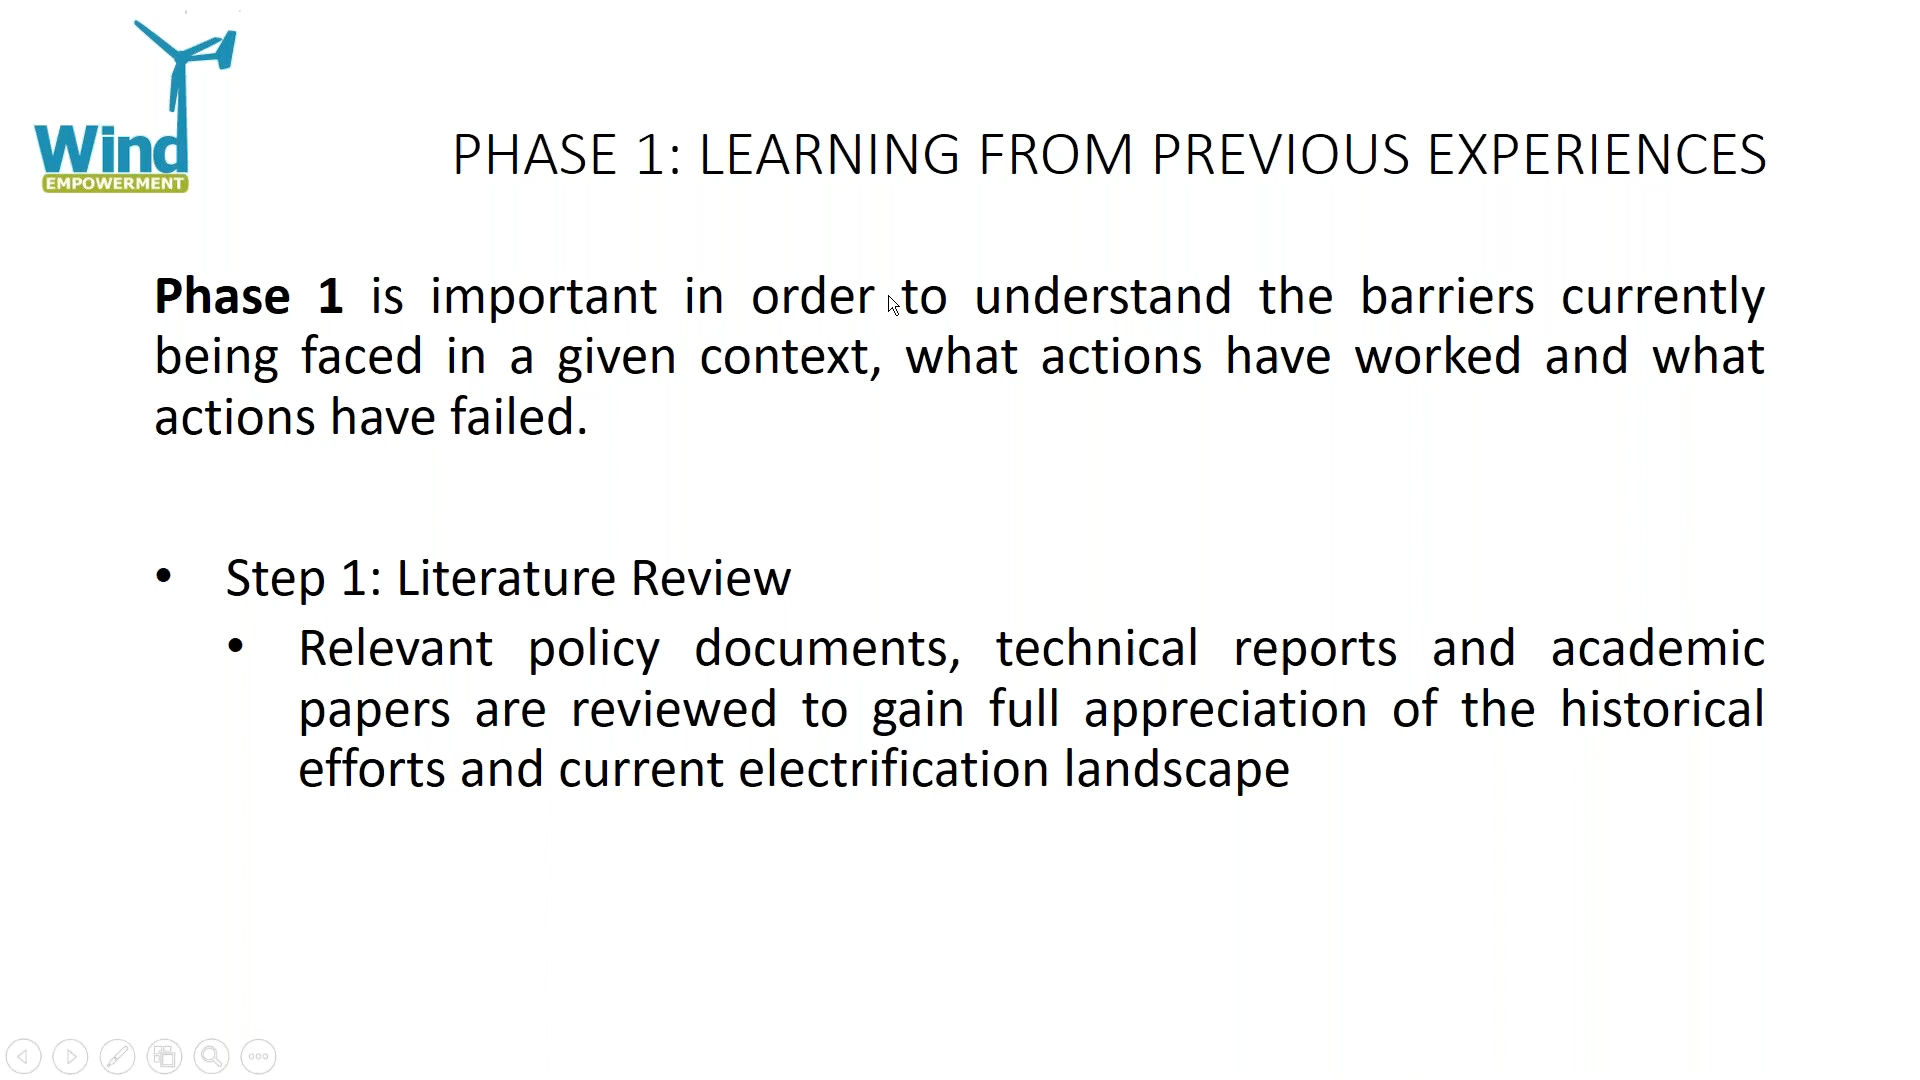 Wind
EMPOWERMENT
PHASE 1: LEARNING FROM PREVIOUS EXPERIENCES
Phase 1 is important in order to understand the barriers currently
being faced in a given context, what actions have worked and what
actions have failed.
• Step 1: Literature Review
• Relevant policy documents, technical reports and academic
papers are reviewed to gain full appreciation of the historical
efforts and current electrification landscape